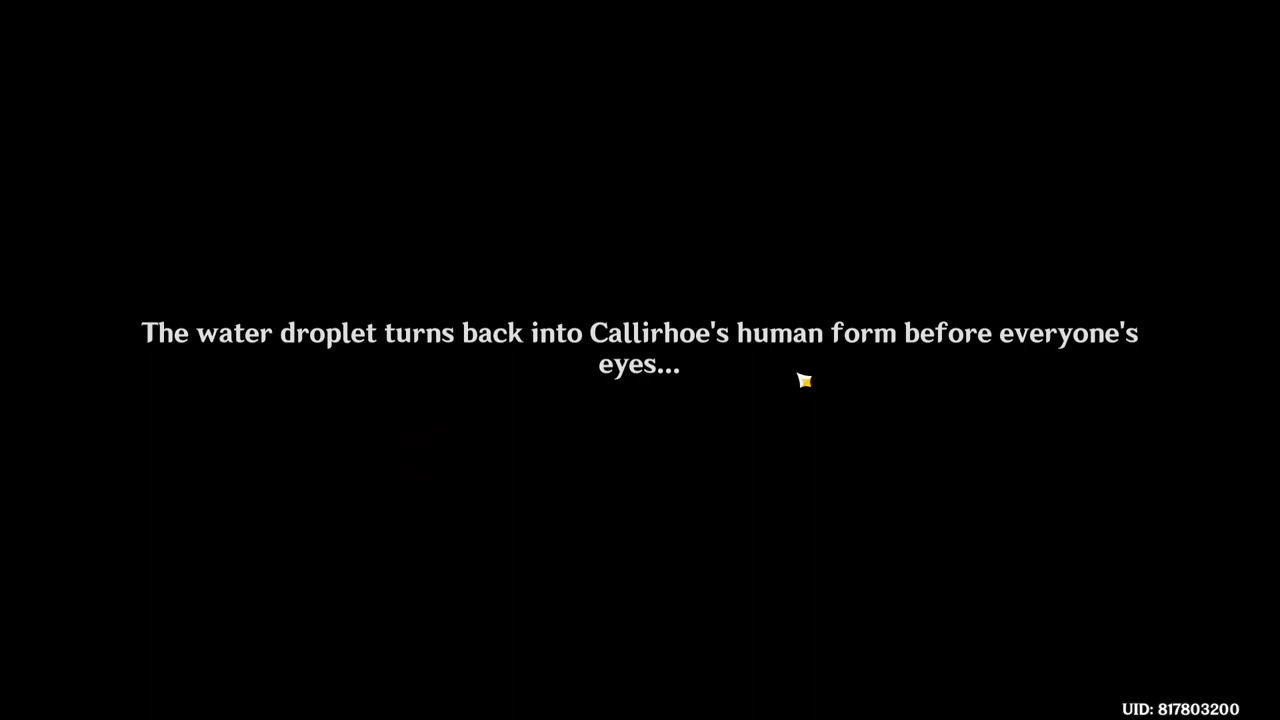 The water droplet turns back into Callirhoe's human form before everyone's
eyes...
UID: 817803200